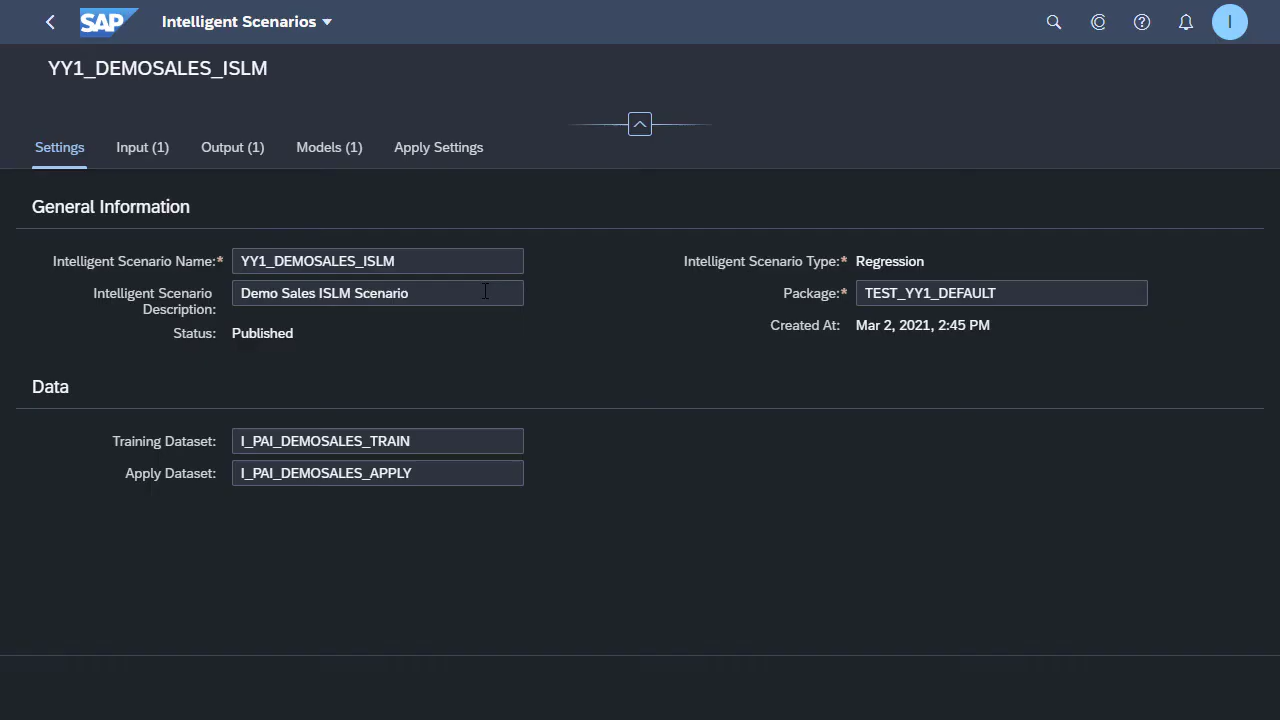 SAP Intelligent Scenarios I
YY1_DEMOSALES_ISLM
Settings Input (1) Output (1) Models (1) Apply Settings
General Information
Intelligent Scenario Name:* YY1_DEMOSALES_ISLM Intelligent Scenario Type:* Regression
Intelligent Scenario Description: Demo Sales ISLM Scenario Package:* TEST_YY1_DEFAULT
Status: Published Created At: Mar 2, 2021, 2:45 PM
Data
Training Dataset: I_PAI_DEMOSALES_TRAIN
Apply Dataset: I_PAI_DEMOSALES_APPLY